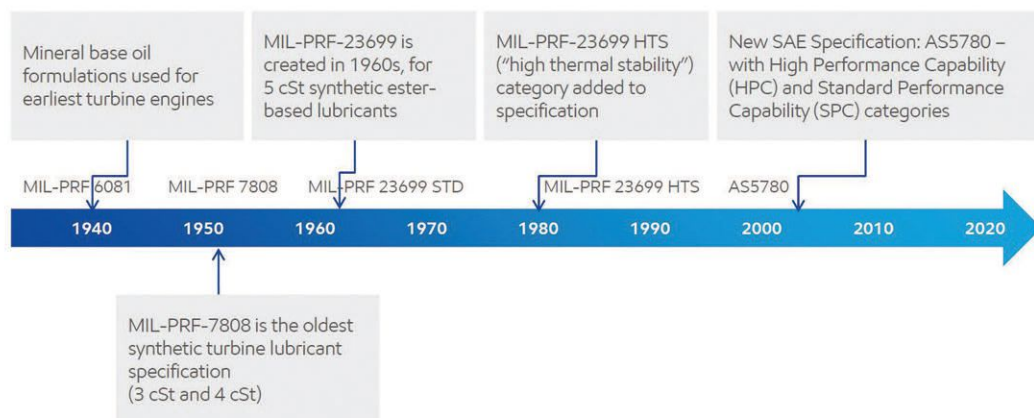 Mineral base oil
formulations used for
earliest turbine engines
MIL-PRF-23699 is
created in 1960s, for
5 cSt synthetic ester-
based lubricants
MIL-PRF-23699 HTS
(“high thermal stability”)
category added to
specification
New SAE Specification: AS5780 –
with High Performance Capability
(HPC) and Standard Performance
Capability (SPC) categories
MIL-PRF 6081
MIL-PRF 7808
MIL-PRF 23699 STD
MIL-PRF 23699 HTS
AS5780
1940 1950 1960 1970 1980 1990 2000 2010 2020
MIL-PRF-7808 is the oldest
synthetic turbine lubricant
specification
(3 cSt and 4 cSt)